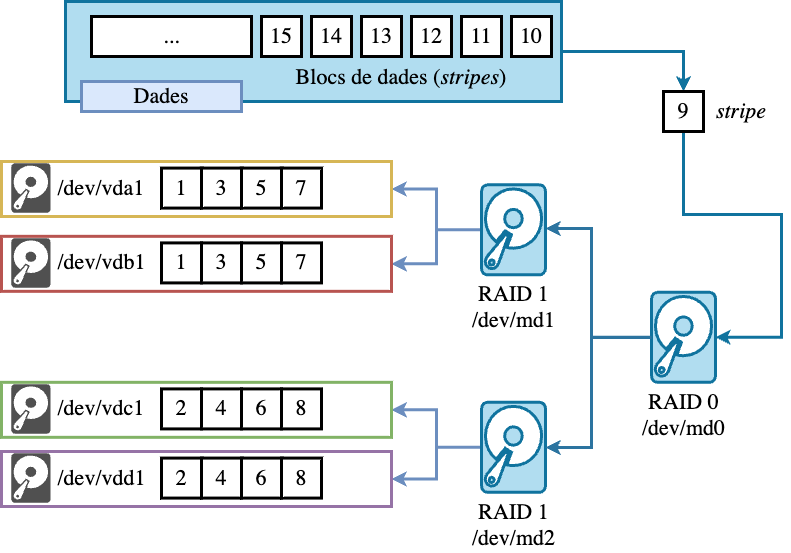 ... 15 14 13 12 11 10
Blocs de dades (stripes)
Dades
9 stripe
/dev/vda1 1 3 5 7
/dev/vdb1 1 3 5 7
RAID 1
/dev/md1
RAID 0
/dev/md0
/dev/vdc1 2 4 6 8
/dev/vdd1 2 4 6 8
RAID 1
/dev/md2